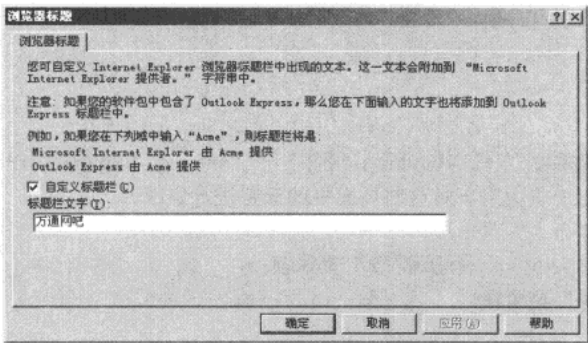 浏览器标题
浏览器标题
您可自定义 Internet Explorer 浏览器标题栏中出现的文本。这一文本会附加到 “Microsoft
Internet Explorer 提供者。” 字符串中。
注意: 如果您的软件包中包含了 Outlook Express，那么您在下面输入的文字也将添加到 Outlook
Express 标题栏中。
例如，如果您在下列域中输入 “Acme” ，则标题栏将是:
Microsoft Internet Explorer 由 Acme 提供
Outlook Express 由 Acme 提供
自定义标题栏(C)
标题栏文字(T):
万通网吧
确定 取消 应用(A) 帮助